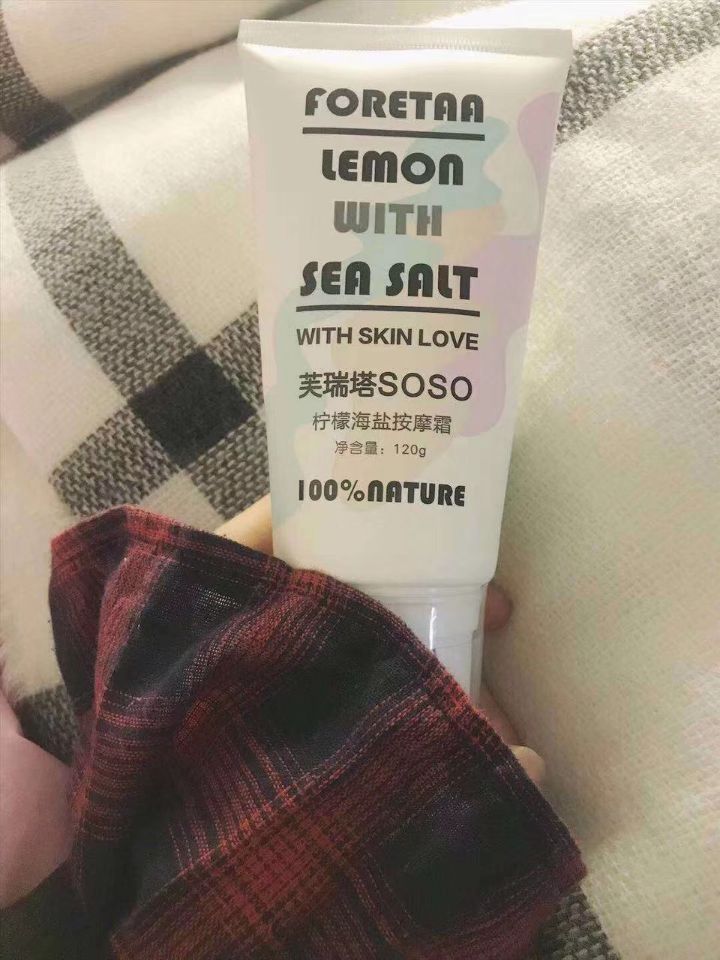 FORETAA
LEMON
WITH
SEA SALT
WITH SKIN LOVE
芙瑞塔SOSO
柠檬海盐按摩霜
净含量：120g
100%NATURE